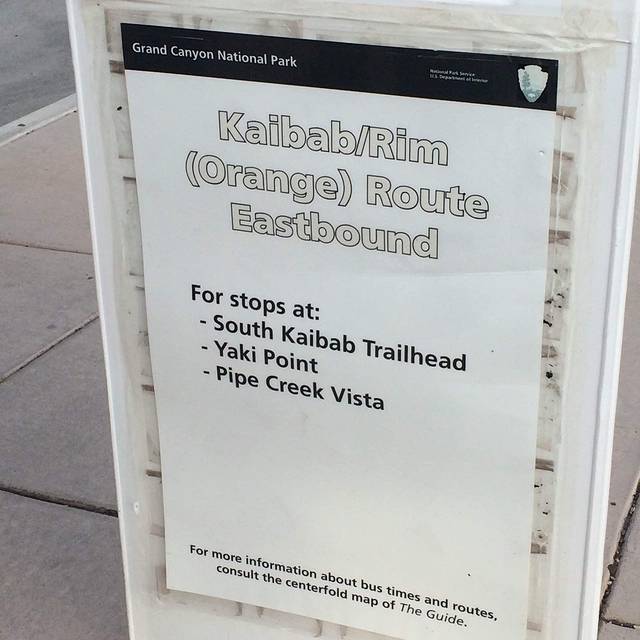 Grand Canyon National Park
National Park Service
U.S. Department of Interior
Kaibab/Rim
(Orange) Route
Eastbound
For stops at:
- South Kaibab Trailhead
- Yaki Point
- Pipe Creek Vista
For more information about bus times and routes,
consult the centerfold map of The Guide.